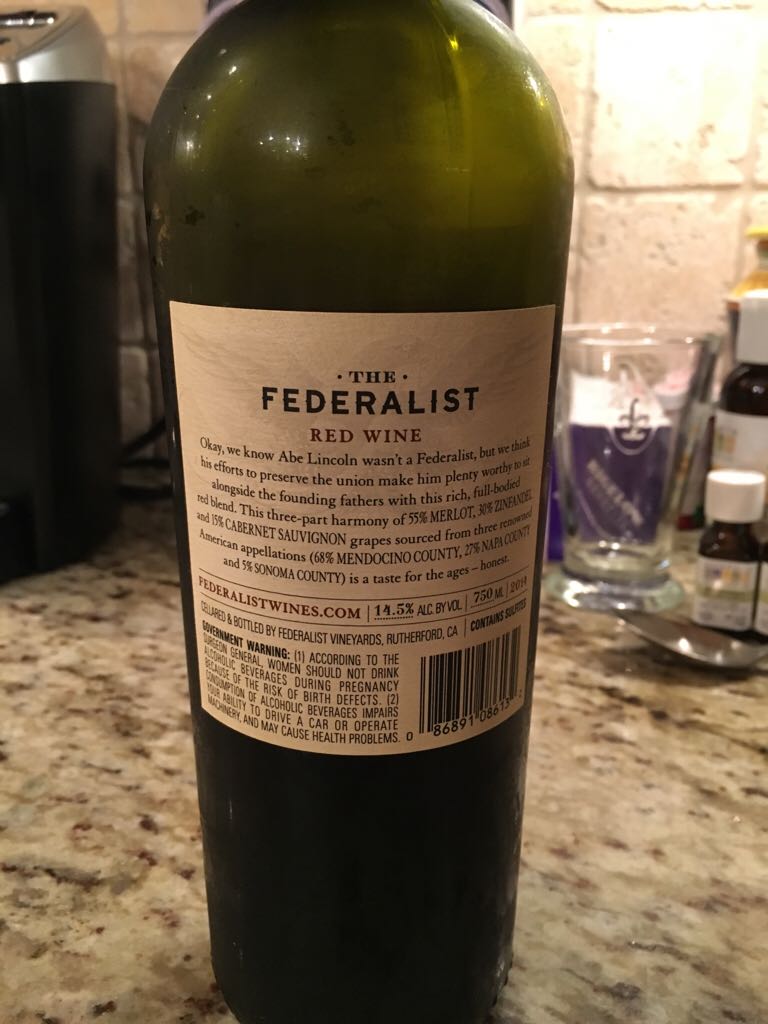 · THE ·
FEDERALIST
RED WINE
Okay, we know Abe Lincoln wasn't a Federalist, but we think
his efforts to preserve the union make him plenty worthy to sit
alongside the founding fathers with this rich, full-bodied
red blend. This three-part harmony of 55% MERLOT, 30% ZINFANDEL
and 15% CABERNET SAUVIGNON grapes sourced from three renowned
American appellations (68% MENDOCINO COUNTY, 27% NAPA COUNTY
and 5% SONOMA COUNTY) is a taste for the ages – honest.
FEDERALISTWINES.COM | 14.5% ALC. BY VOL | 750 ML | 2014
CELLARED & BOTTLED BY FEDERALIST VINEYARDS, RUTHERFORD, CA | CONTAINS SULFITES
GOVERNMENT WARNING: (1) ACCORDING TO THE
SURGEON GENERAL, WOMEN SHOULD NOT DRINK
ALCOHOLIC BEVERAGES DURING PREGNANCY
BECAUSE OF THE RISK OF BIRTH DEFECTS. (2)
CONSUMPTION OF ALCOHOLIC BEVERAGES IMPAIRS
YOUR ABILITY TO DRIVE A CAR OR OPERATE
MACHINERY, AND MAY CAUSE HEALTH PROBLEMS.
0 86891 08613 2